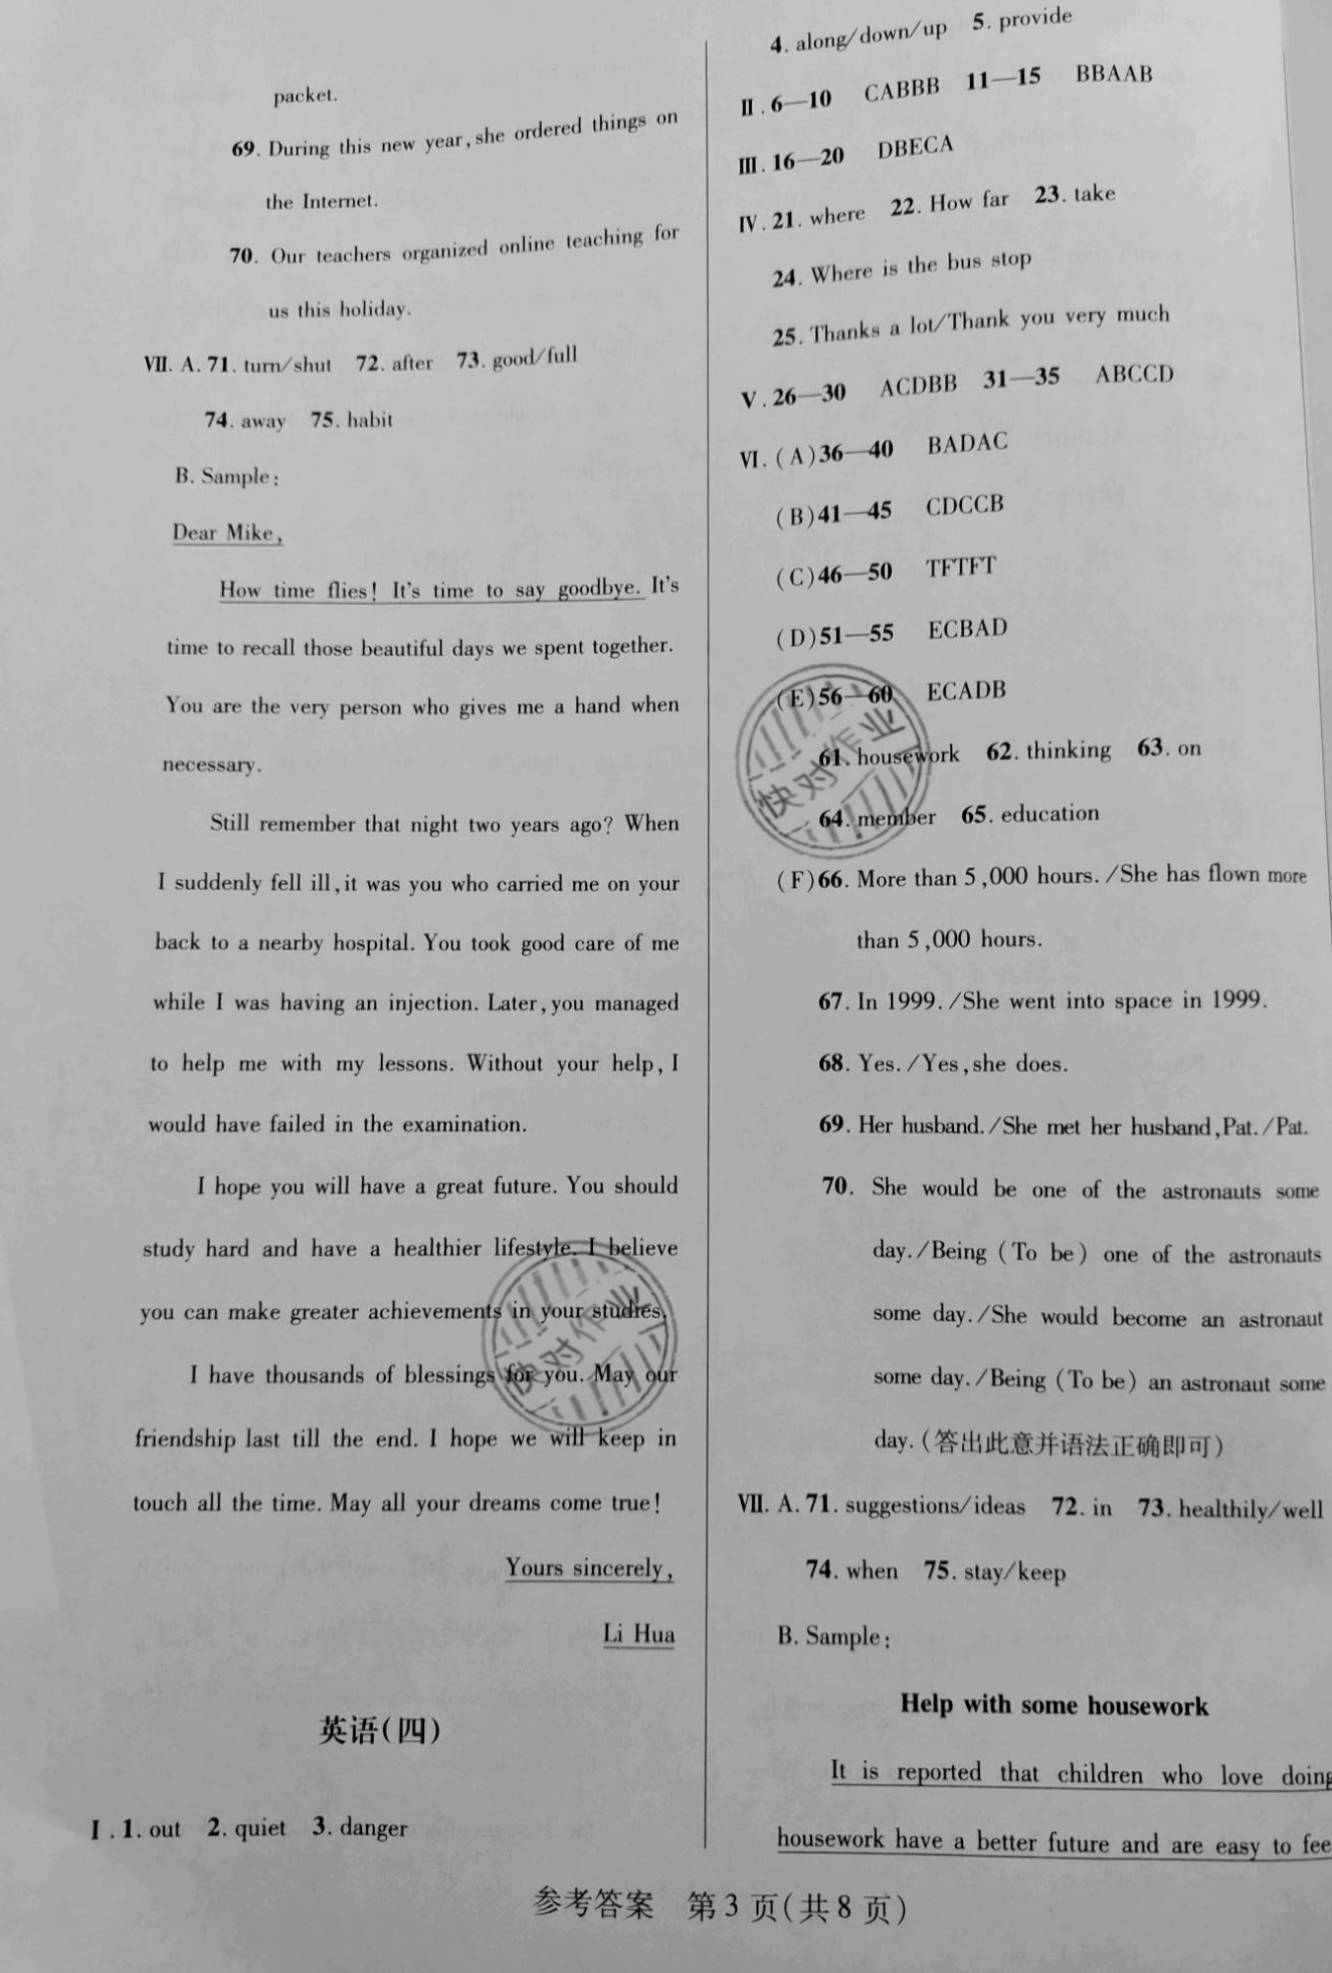 packet.
69. During this new year, she ordered things on
the Internet.
70. Our teachers organized online teaching for
us this holiday.
Ⅶ. A. 71. turn/shut 72. after 73. good/full
74. away 75. habit
B. Sample:
Dear Mike,
How time flies! It's time to say goodbye. It's
time to recall those beautiful days we spent together.
You are the very person who gives me a hand when
necessary.
Still remember that night two years ago? When
I suddenly fell ill, it was you who carried me on your
back to a nearby hospital. You took good care of me
while I was having an injection. Later, you managed
to help me with my lessons. Without your help, I
would have failed in the examination.
I hope you will have a great future. You should
study hard and have a healthier lifestyle. I believe
you can make greater achievements in your studies.
I have thousands of blessings for you. May our
friendship last till the end. I hope we will keep in
touch all the time. May all your dreams come true!
Yours sincerely,
Li Hua
英语(四)
Ⅰ. 1. out 2. quiet 3. danger
4. along/down/up 5. provide
Ⅱ. 6—10 CABBB 11—15 BBAAB
Ⅲ. 16—20 DBECA
Ⅳ. 21. where 22. How far 23. take
24. Where is the bus stop
25. Thanks a lot/Thank you very much
Ⅴ. 26—30 ACDBB 31—35 ABCCD
Ⅵ. (A)36—40 BADAC
(B)41—45 CDCCB
(C)46—50 TFTFT
(D)51—55 ECBAD
(E)56—60 ECADB
61. housework 62. thinking 63. on
64. member 65. education
(F)66. More than 5,000 hours. /She has flown more
than 5,000 hours.
67. In 1999. /She went into space in 1999.
68. Yes. /Yes, she does.
69. Her husband. /She met her husband, Pat. /Pat.
70. She would be one of the astronauts some
day. /Being (To be) one of the astronauts
some day. /She would become an astronaut
some day. /Being (To be) an astronaut some
day. (答出此意并语法正确即可)
Ⅶ. A. 71. suggestions/ideas 72. in 73. healthily/well
74. when 75. stay/keep
B. Sample:
Help with some housework
It is reported that children who love doing
housework have a better future and are easy to fee
参考答案 第3页(共8页)
快对作业
快对作业